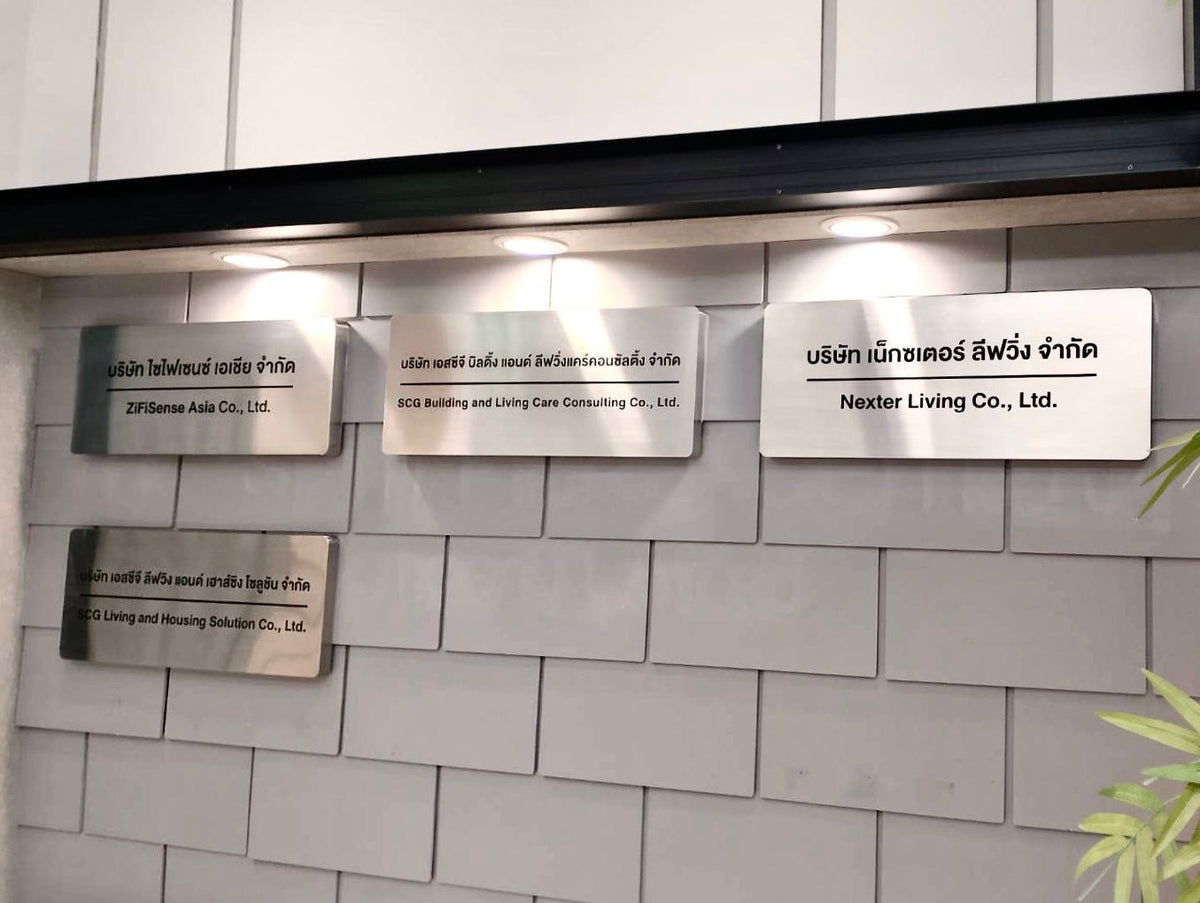 บริษัท ไซไฟเซนซ์ เอเชีย จำกัด
ZiFiSense Asia Co., Ltd.
บริษัท เอสซีจี บิลดิ้ง แอนด์ ลีฟวิ่งแคร์คอนซัลติ้ง จำกัด
SCG Building and Living Care Consulting Co., Ltd.
บริษัท เน็กซเตอร์ ลีฟวิ่ง จำกัด
Nexter Living Co., Ltd.
บริษัท เอสซีจี ลีฟวิง แอนด์ เฮาส์ซิง โซลูชัน จำกัด
SCG Living and Housing Solution Co., Ltd.